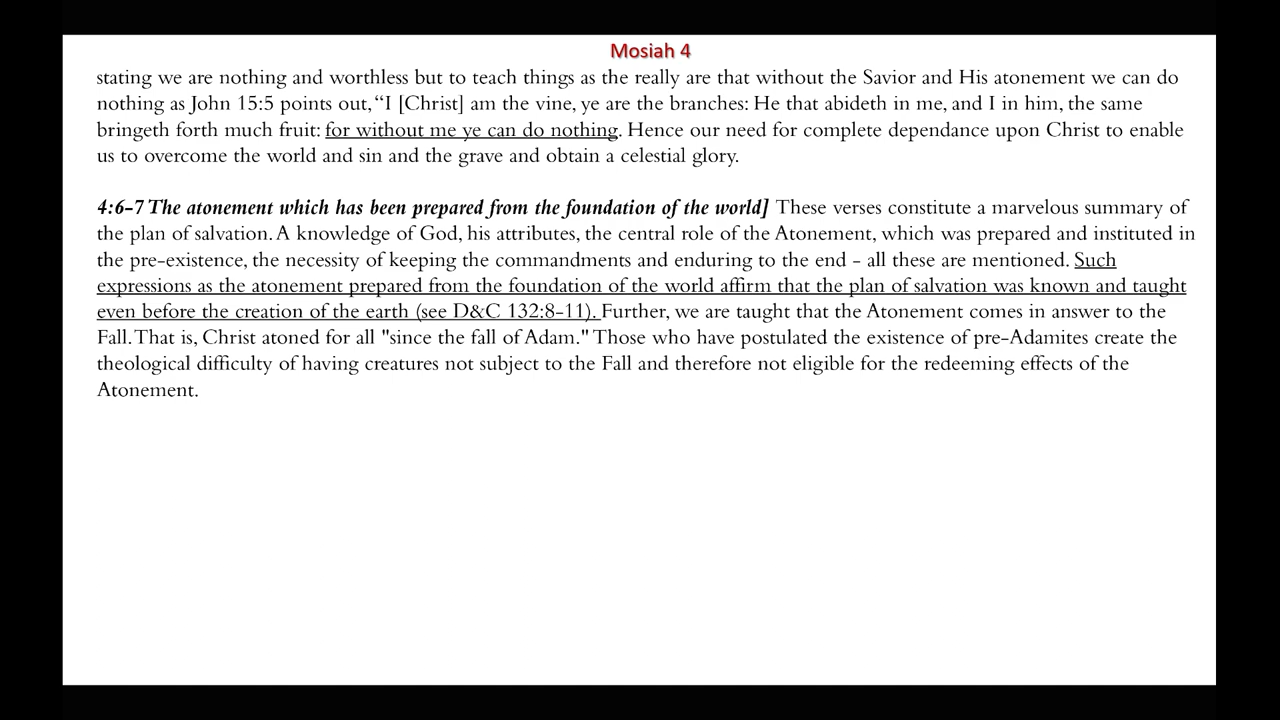 Mosiah 4
stating we are nothing and worthless but to teach things as the really are that without the Savior and His atonement we can do
nothing as John 15:5 points out, “I [Christ] am the vine, ye are the branches: He that abideth in me, and I in him, the same
bringeth forth much fruit: for without me ye can do nothing. Hence our need for complete dependance upon Christ to enable
us to overcome the world and sin and the grave and obtain a celestial glory.
4:6-7 The atonement which has been prepared from the foundation of the world] These verses constitute a marvelous summary of
the plan of salvation. A knowledge of God, his attributes, the central role of the Atonement, which was prepared and instituted in
the pre-existence, the necessity of keeping the commandments and enduring to the end - all these are mentioned. Such
expressions as the atonement prepared from the foundation of the world affirm that the plan of salvation was known and taught
even before the creation of the earth (see D&C 132:8-11). Further, we are taught that the Atonement comes in answer to the
Fall. That is, Christ atoned for all "since the fall of Adam." Those who have postulated the existence of pre-Adamites create the
theological difficulty of having creatures not subject to the Fall and therefore not eligible for the redeeming effects of the
Atonement.